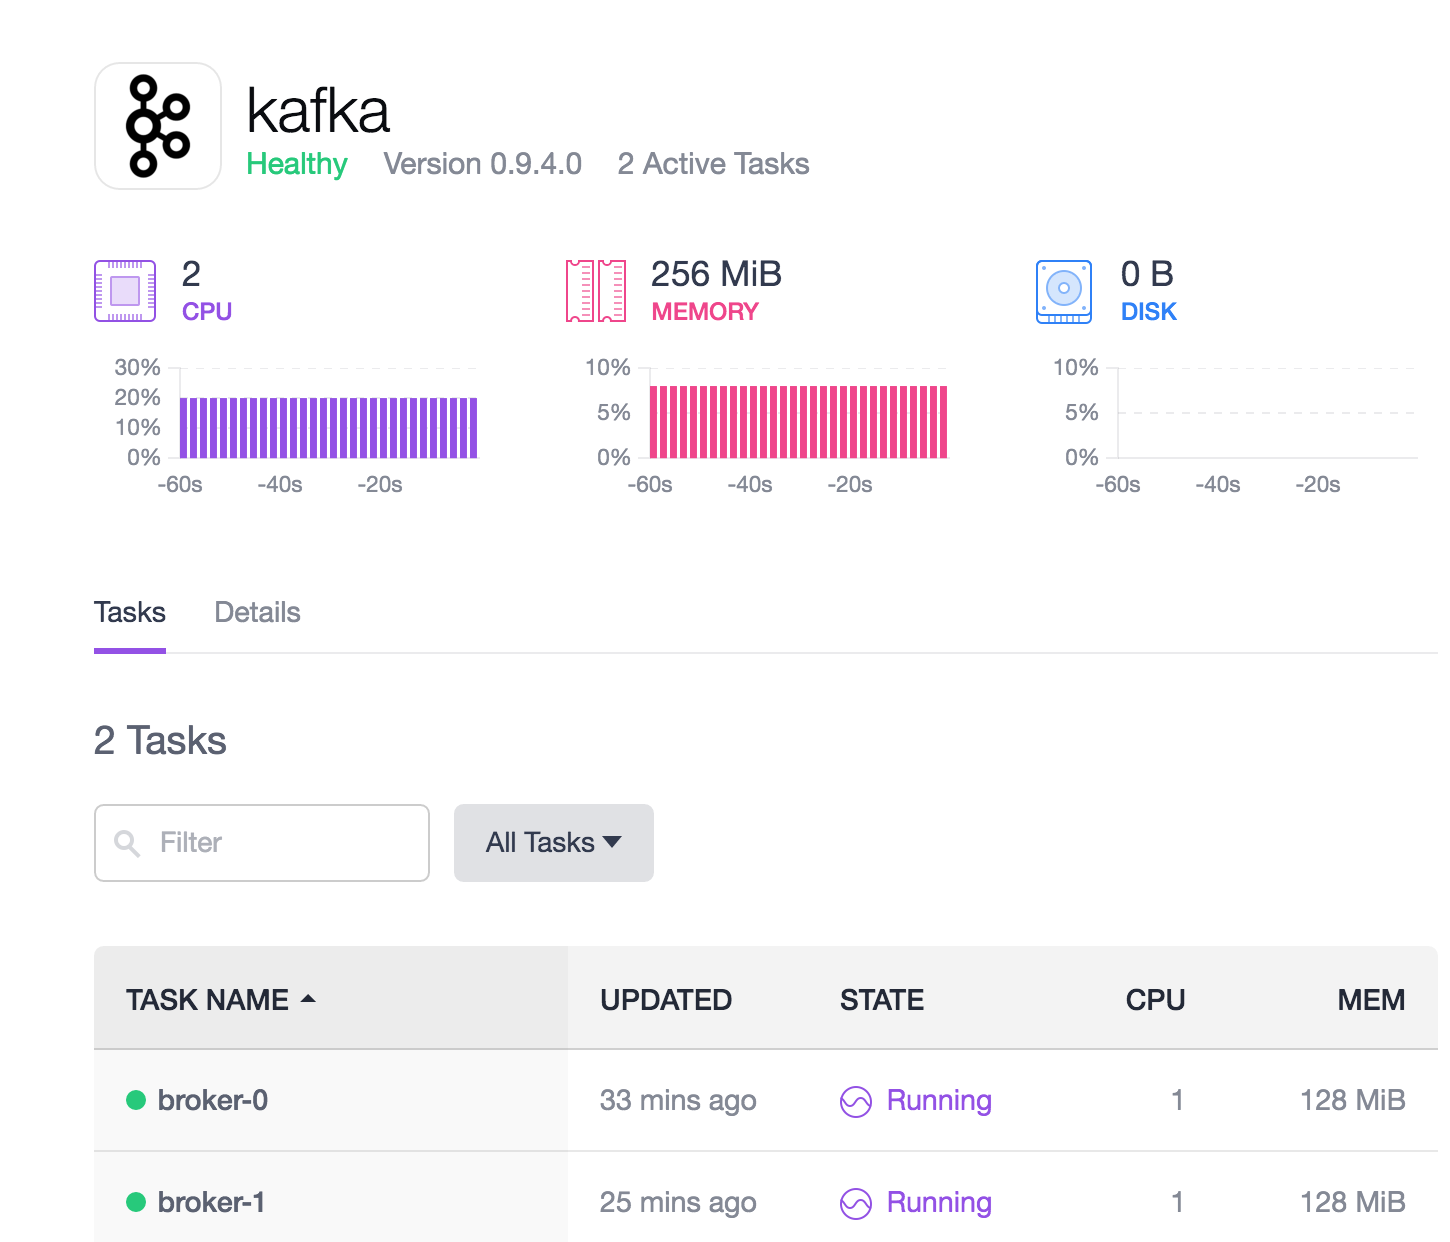 kafka
Healthy Version 0.9.4.0 2 Active Tasks
2
CPU
256 MiB
MEMORY
0 B
DISK
30%
20%
10%
0%
-60s -40s -20s
10%
5%
0%
-60s -40s -20s
10%
5%
0%
-60s -40s -20s
Tasks Details
2 Tasks
Filter All Tasks
TASK NAME UPDATED STATE CPU MEM
broker-0 33 mins ago Running 1 128 MiB
broker-1 25 mins ago Running 1 128 MiB